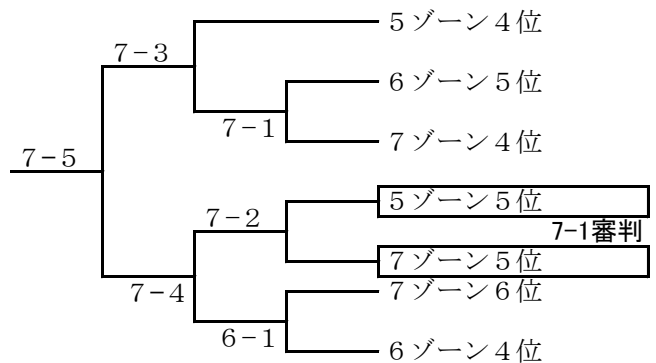 ５ゾーン４位
７−３
６ゾーン５位
７−１
７ゾーン４位
７−５
５ゾーン５位
７−２
7-1審判
７ゾーン５位
７−４
７ゾーン６位
６−１
６ゾーン４位